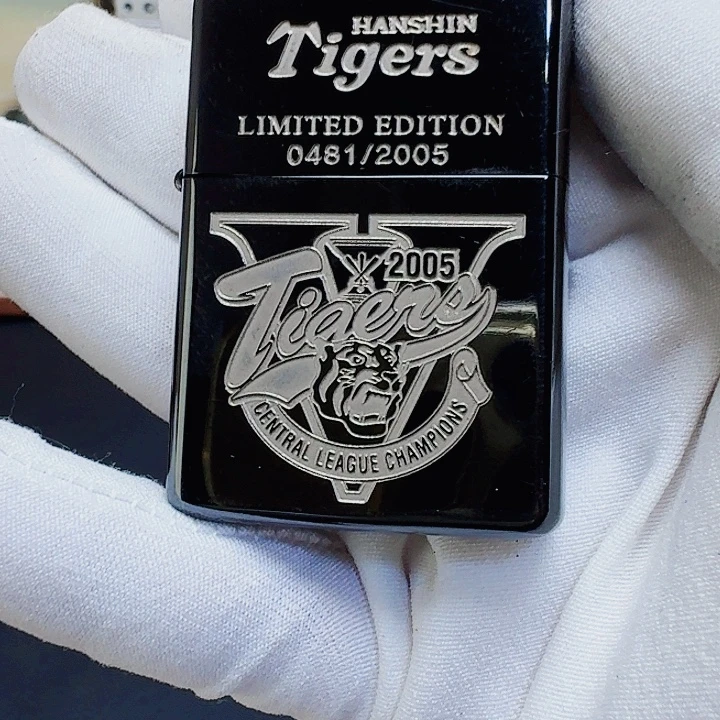 HANSHIN
Tigers
LIMITED EDITION
0481/2005
2005
Tigers
CENTRAL LEAGUE CHAMPIONS